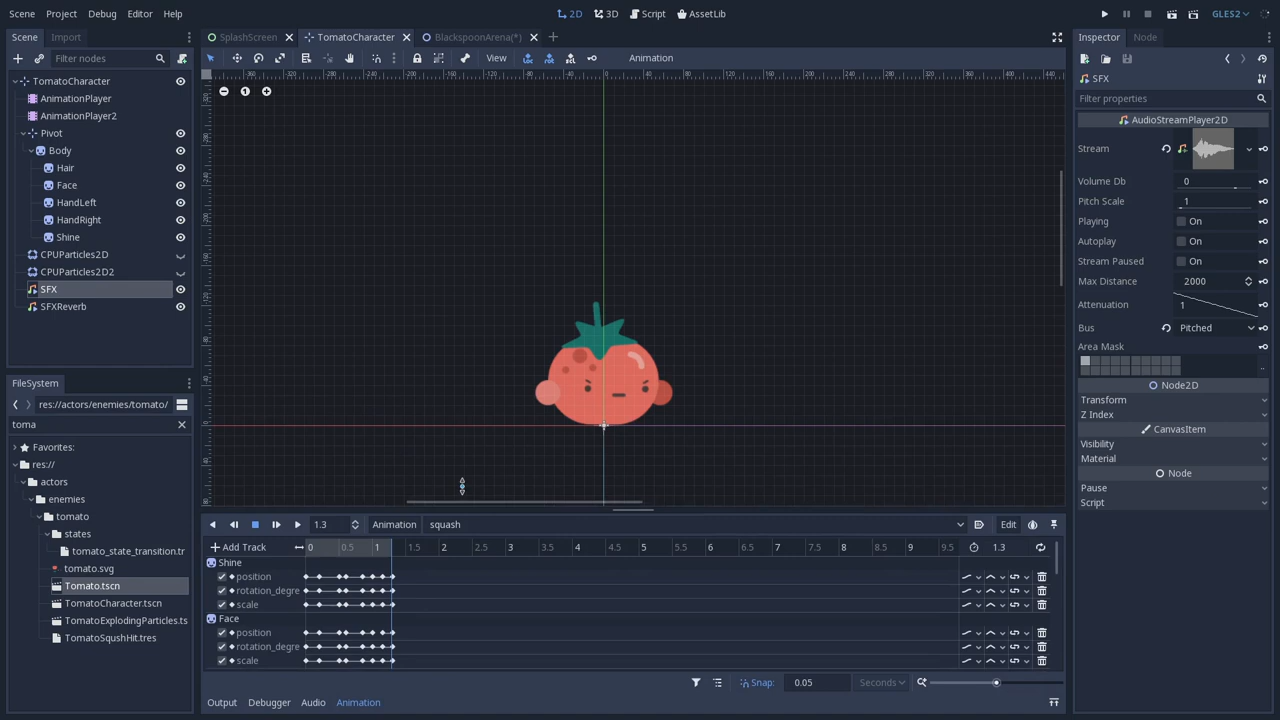 Scene Project Debug Editor Help
2D 3D Script AssetLib
GLES2
Scene Import
SplashScreen TomatoCharacter BlackspoonArena(*)
Inspector Node
Filter nodes
View Animation
SFX
TomatoCharacter
AnimationPlayer
AnimationPlayer2
Pivot
Body
Hair
Face
HandLeft
HandRight
Shine
CPUParticles2D
CPUParticles2D2
SFX
SFXReverb
Filter properties
AudioStreamPlayer2D
Stream
Volume Db 0
Pitch Scale 1
Playing On
Autoplay On
Stream Paused On
Max Distance 2000
Attenuation 1
Bus Pitched
Area Mask
Node2D
Transform
Z Index
CanvasItem
Visibility
Material
Node
Pause
Script
FileSystem
res://actors/enemies/tomato/
toma
Favorites:
res://
actors
enemies
tomato
states
tomato_state_transition.tr
tomato.svg
Tomato.tscn
TomatoCharacter.tscn
TomatoExplodingParticles.ts
TomatoSqushHit.tres
1.3 Animation squash Edit
Add Track 0 0.5 1 1.5 2 2.5 3 3.5 4 4.5 5 5.5 6 6.5 7 7.5 8 8.5 9 9.5 1.3
Shine
position
rotation_degre
scale
Face
position
rotation_degre
scale
Snap: 0.05 Seconds
Output Debugger Audio Animation